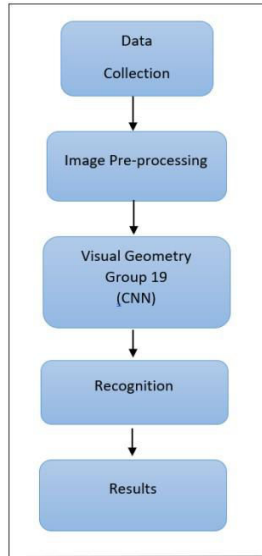 Data
Collection
Image Pre-processing
Visual Geometry
Group 19
(CNN)
Recognition
Results